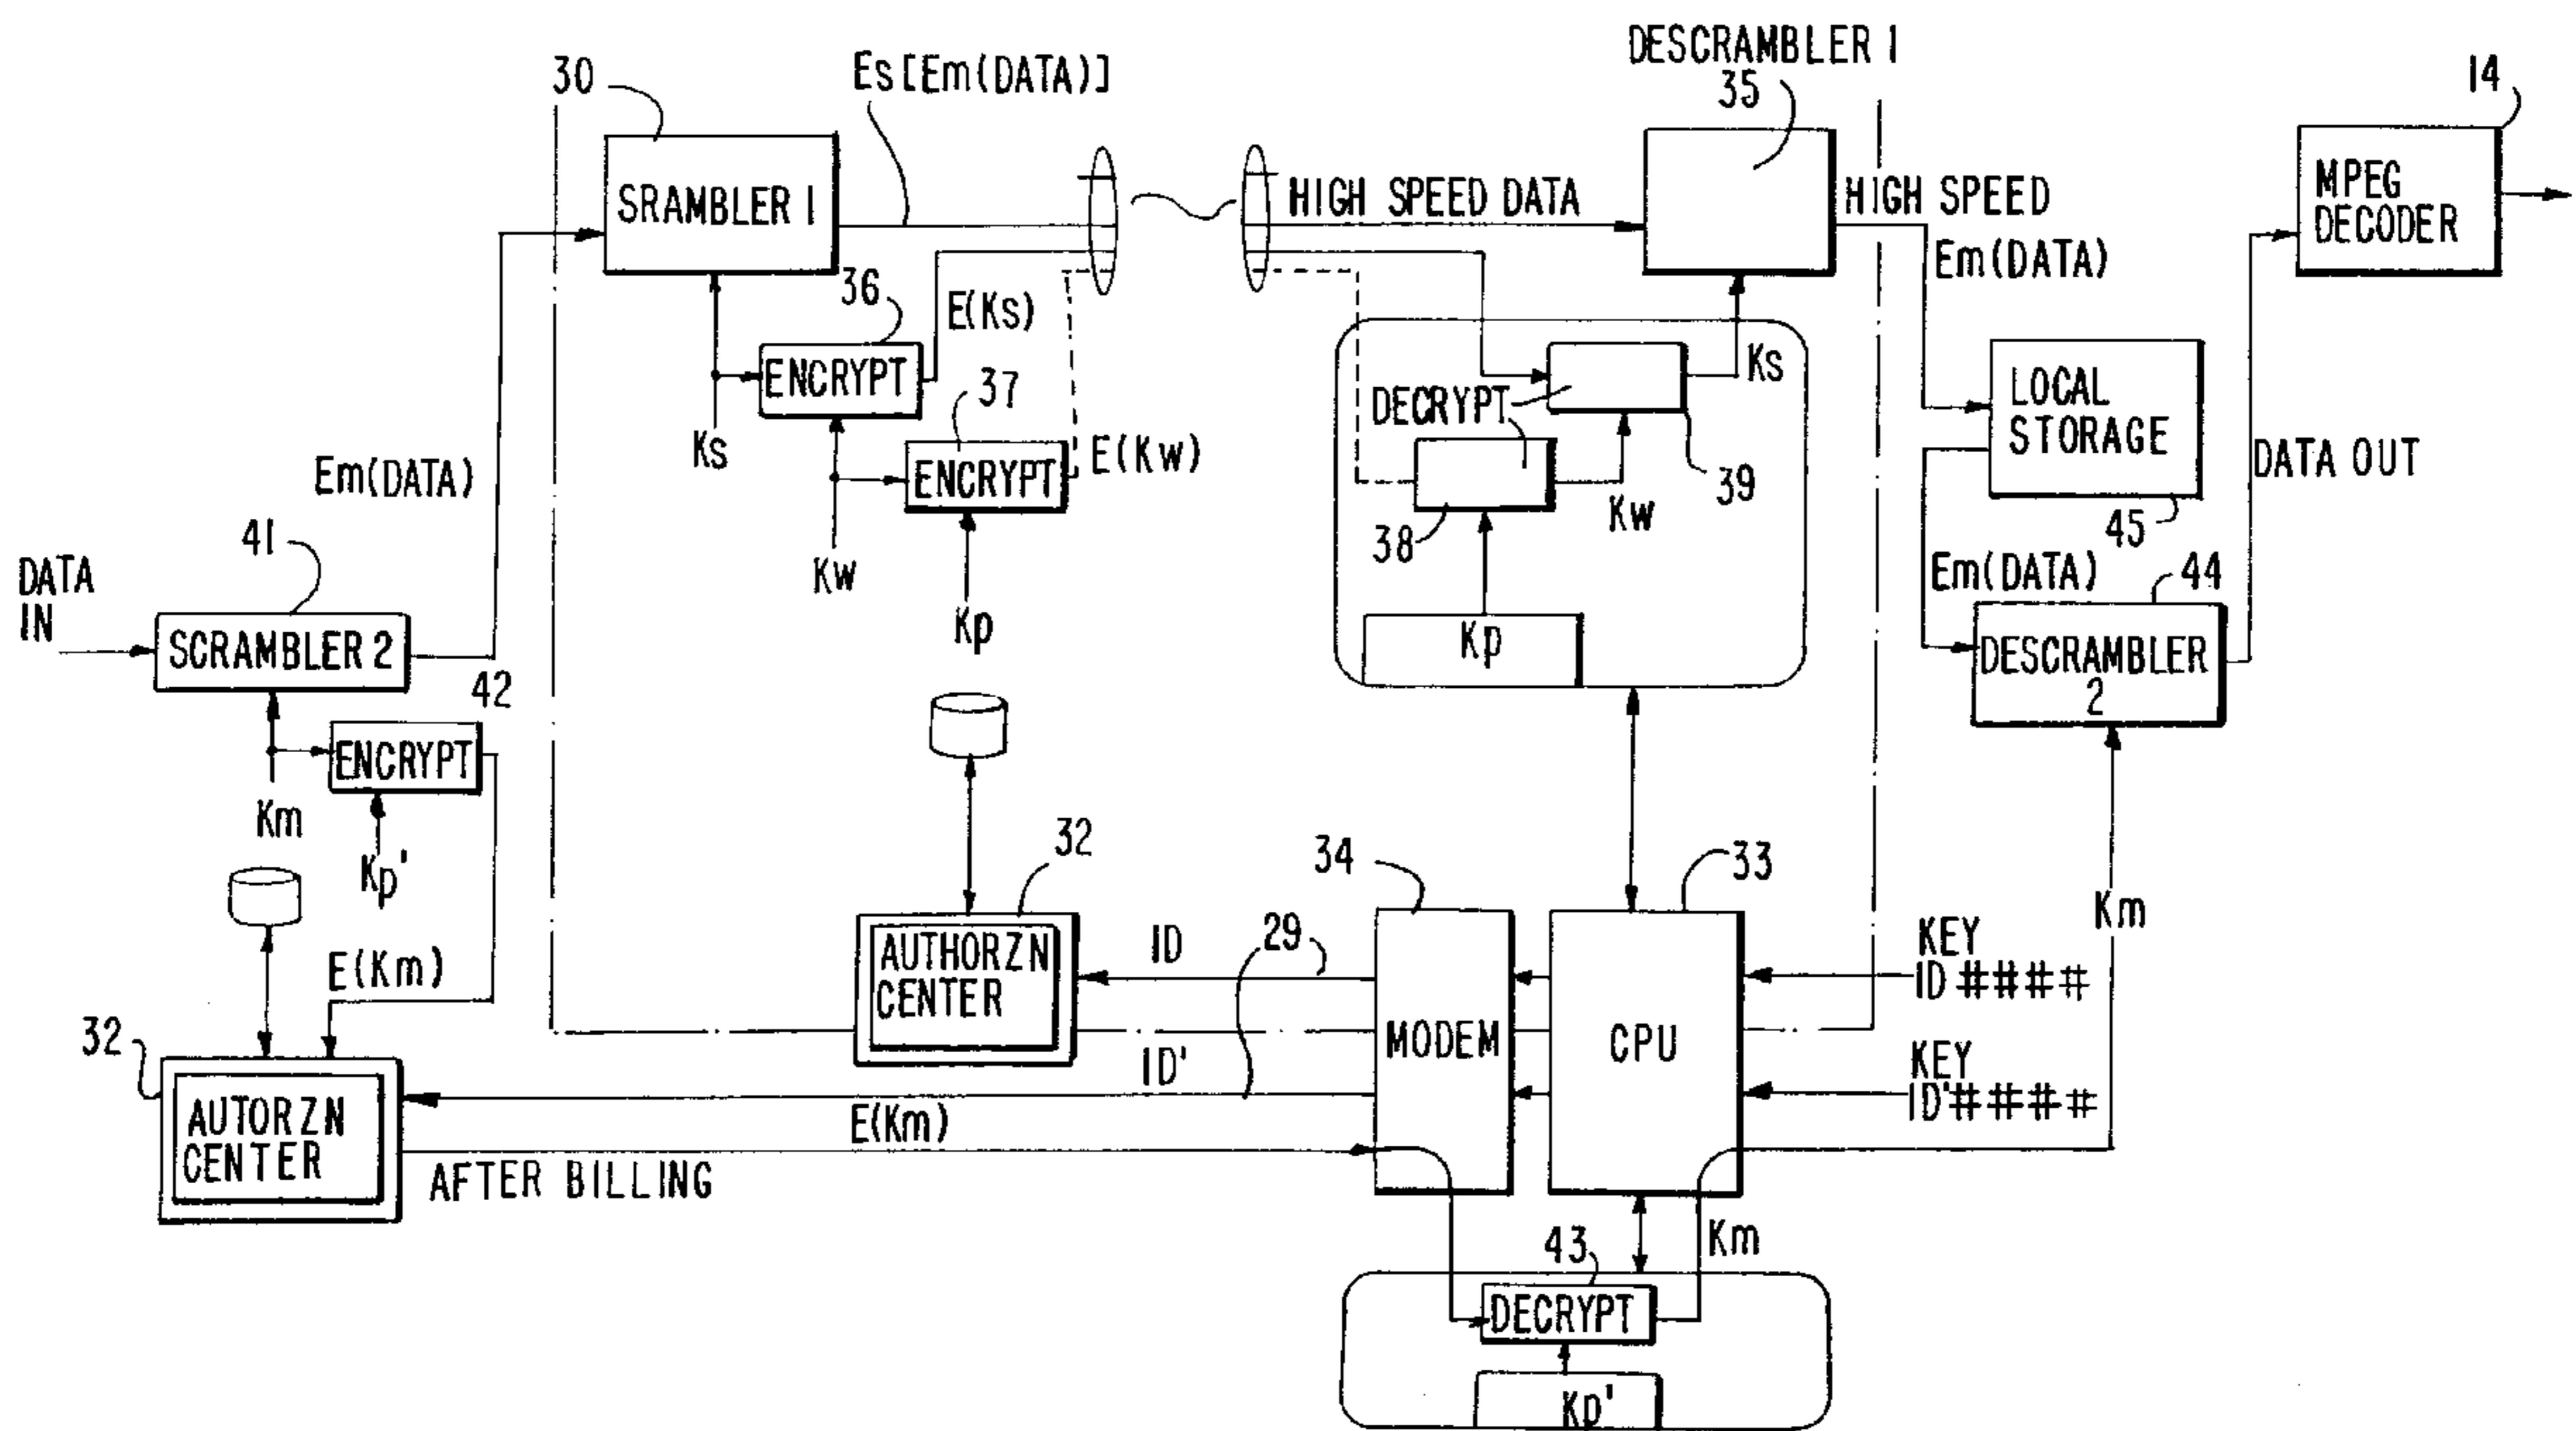 DESCRAMBLER 1
35
14
30
Es[Em(DATA)]
SRAMBLER 1
HIGH SPEED DATA
HIGH SPEED
Em(DATA)
MPEG
DECODER
36
E(Ks)
ENCRYPT
37
Ks
ENCRYPT
E(Kw)
Kw
Kp
DECRYPT
Ks
39
38
Kw
Kp
LOCAL
STORAGE
45
DATA OUT
Em(DATA)
44
DESCRAMBLER
2
Em(DATA)
41
DATA
IN
SCRAMBLER 2
42
ENCRYPT
Km
Kp'
E(Km)
32
AUTORZN
CENTER
32
AUTHORZN
CENTER
ID
29
ID'
E(Km)
AFTER BILLING
34
MODEM
33
CPU
KEY
ID####
KEY
ID'####
Km
Km
43
DECRYPT
Kp'